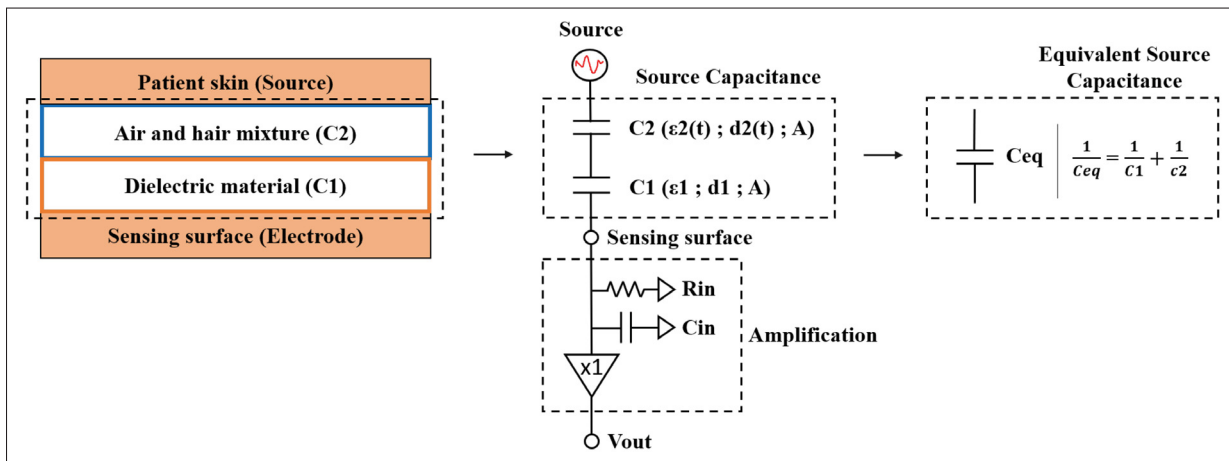 Patient skin (Source)
Air and hair mixture (C2)
Dielectric material (C1)
Sensing surface (Electrode)
Source
Source Capacitance
C2 (ε2(t) ; d2(t) ; A)
C1 (ε1 ; d1 ; A)
Sensing surface
Rin
Cin
Amplification
x1
Vout
Equivalent Source
Capacitance
Ceq | 1/Ceq = 1/C1 + 1/c2